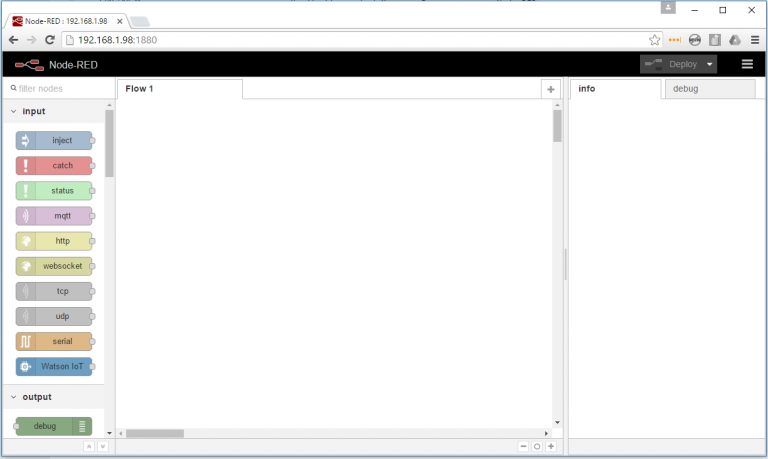 Node-RED : 192.168.1.98
192.168.1.98:1880
Node-RED
Deploy
filter nodes
Flow 1
info
debug
input
inject
catch
status
mqtt
http
websocket
tcp
udp
serial
Watson IoT
output
debug